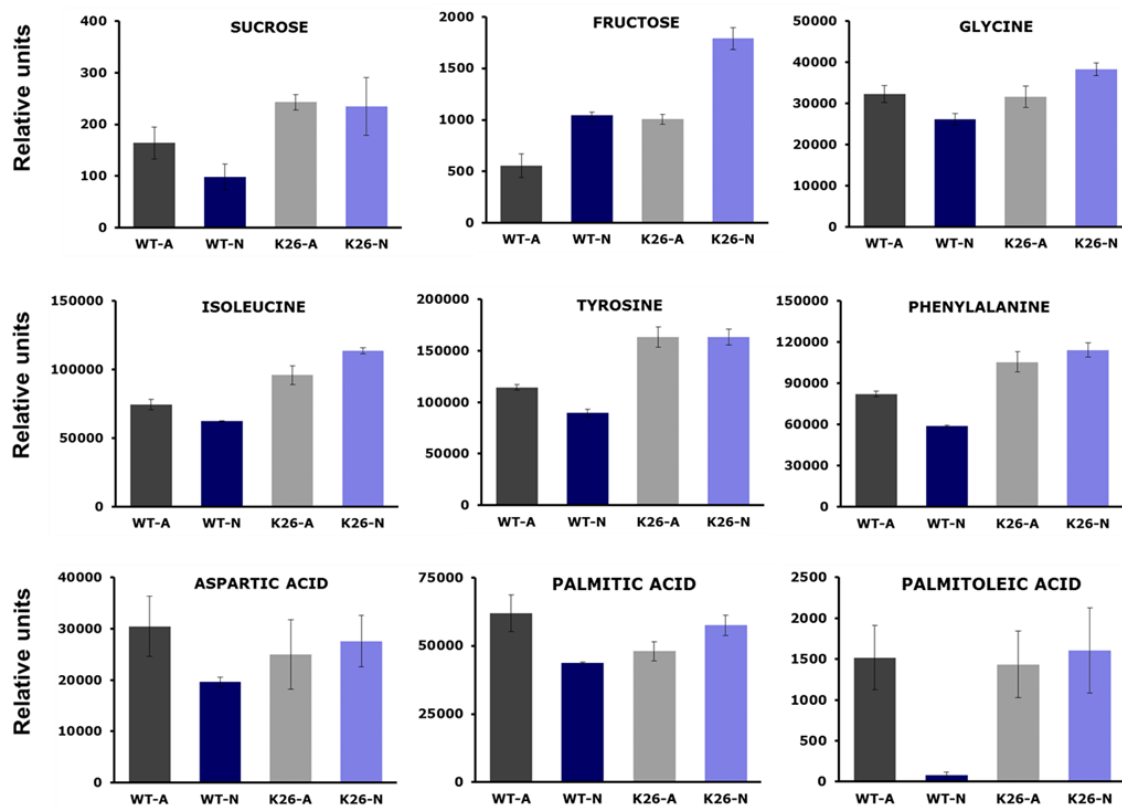 SUCROSE
Relative units
400
300
200
100
0
WT-A WT-N K26-A K26-N
FRUCTOSE
2000
1500
1000
500
0
WT-A WT-N K26-A K26-N
GLYCINE
50000
40000
30000
20000
10000
0
WT-A WT-N K26-A K26-N
ISOLEUCINE
Relative units
150000
100000
50000
0
WT-A WT-N K26-A K26-N
TYROSINE
200000
150000
100000
50000
0
WT-A WT-N K26-A K26-N
PHENYLALANINE
150000
120000
90000
60000
30000
0
WT-A WT-N K26-A K26-N
ASPARTIC ACID
Relative units
40000
30000
20000
10000
0
WT-A WT-N K26-A K26-N
PALMITIC ACID
75000
50000
25000
0
WT-A WT-N K26-A K26-N
PALMITOLEIC ACID
2500
2000
1500
1000
500
0
WT-A WT-N K26-A K26-N